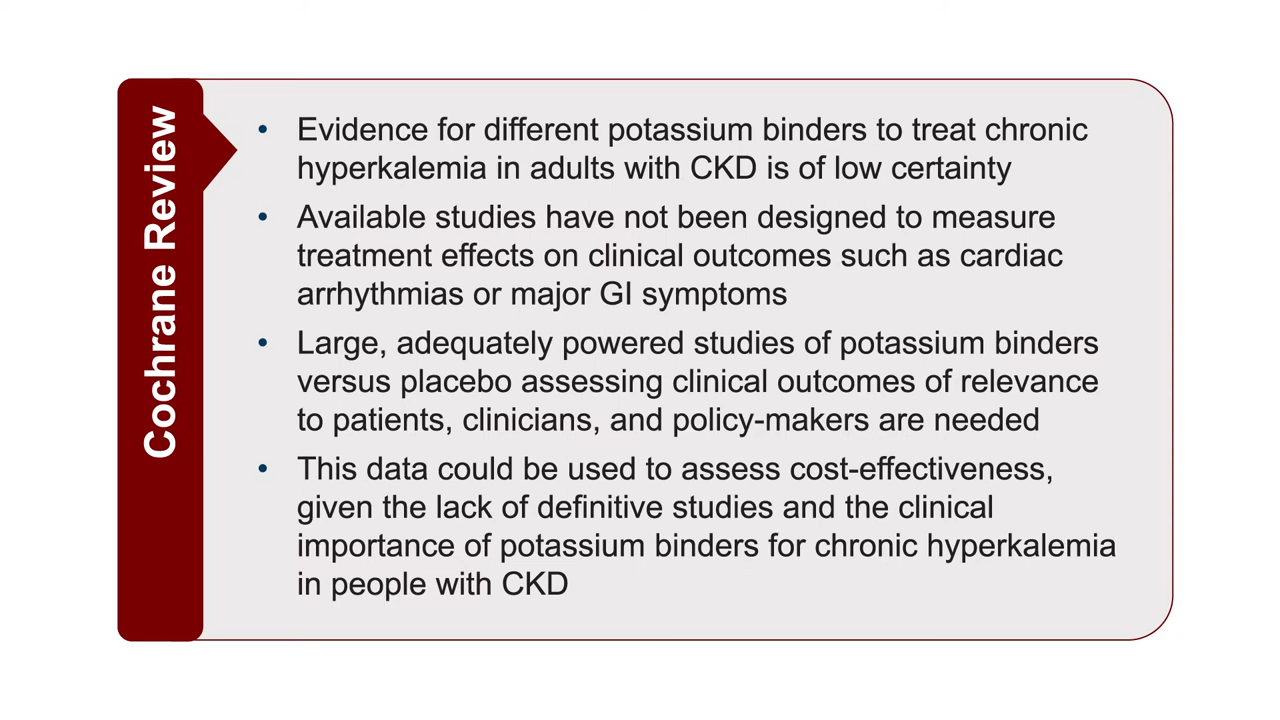 Cochrane Review
• Evidence for different potassium binders to treat chronic
hyperkalemia in adults with CKD is of low certainty
• Available studies have not been designed to measure
treatment effects on clinical outcomes such as cardiac
arrhythmias or major GI symptoms
• Large, adequately powered studies of potassium binders
versus placebo assessing clinical outcomes of relevance
to patients, clinicians, and policy-makers are needed
• This data could be used to assess cost-effectiveness,
given the lack of definitive studies and the clinical
importance of potassium binders for chronic hyperkalemia
in people with CKD